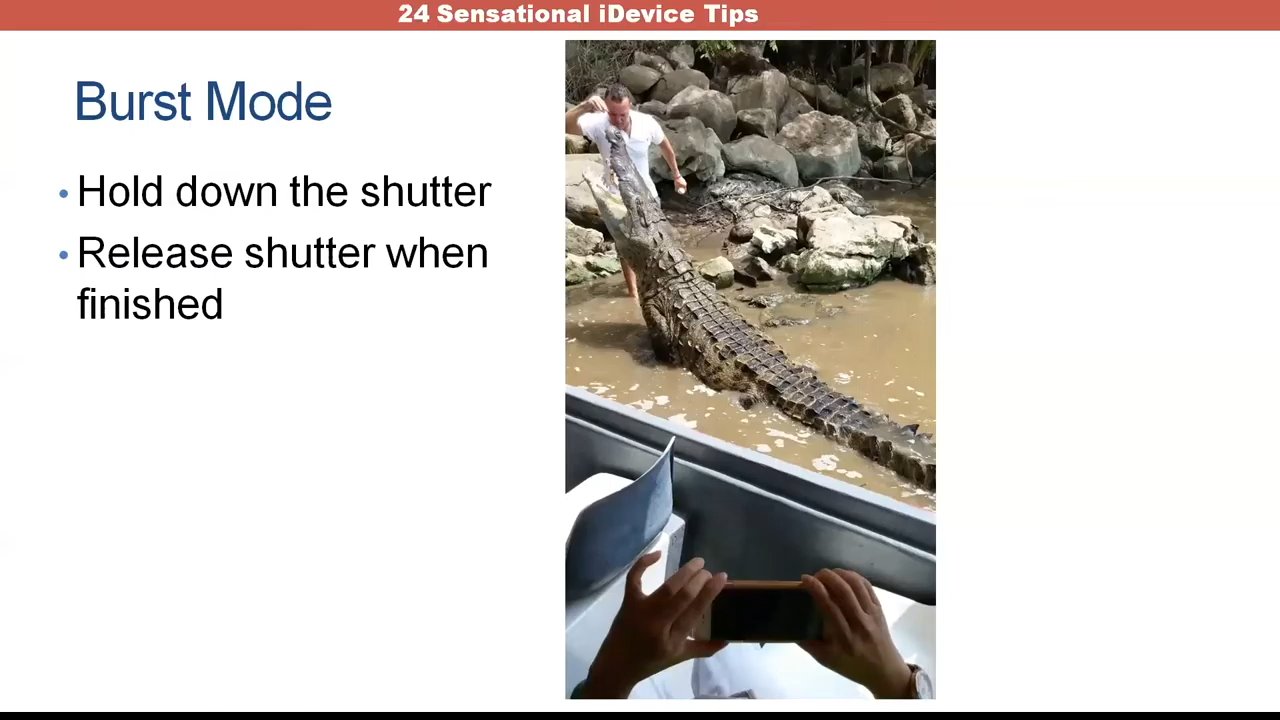 24 Sensational iDevice Tips
Burst Mode
• Hold down the shutter
• Release shutter when
finished